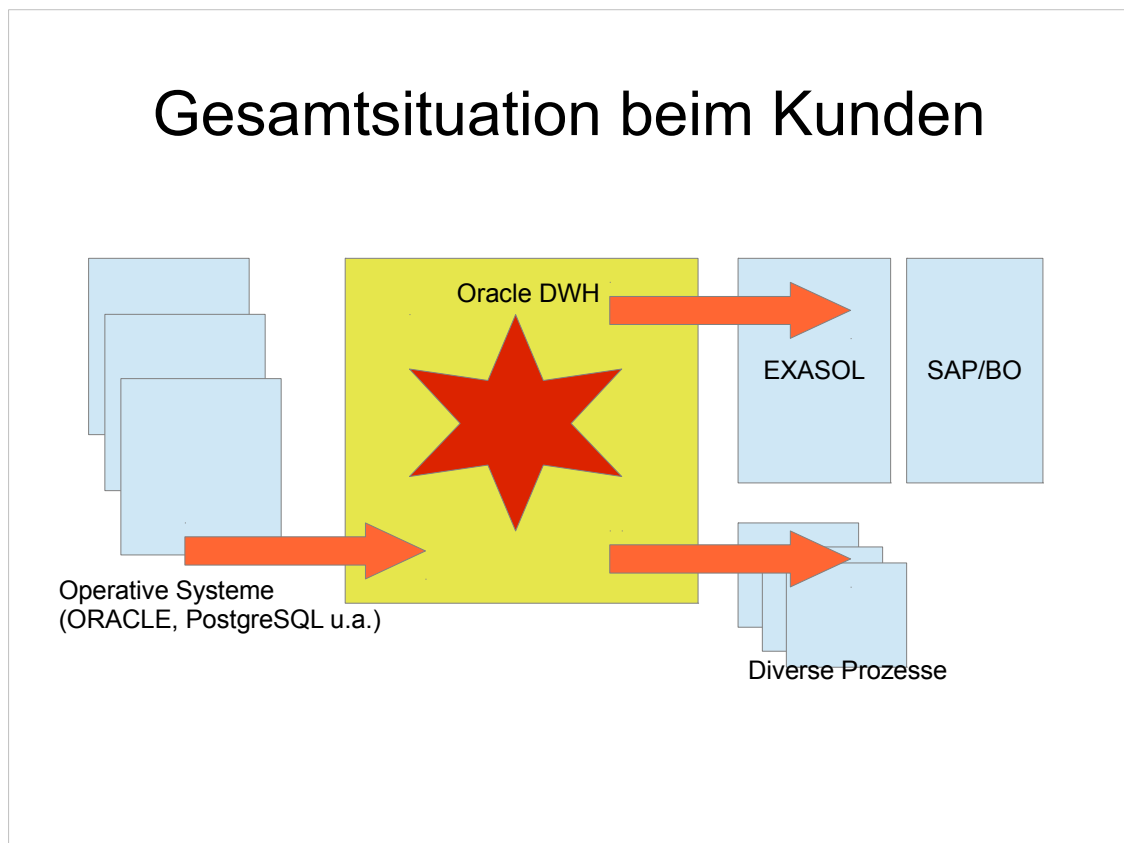 Gesamtsituation beim Kunden
Oracle DWH
EXASOL
SAP/BO
Operative Systeme
(ORACLE, PostgreSQL u.a.)
Diverse Prozesse